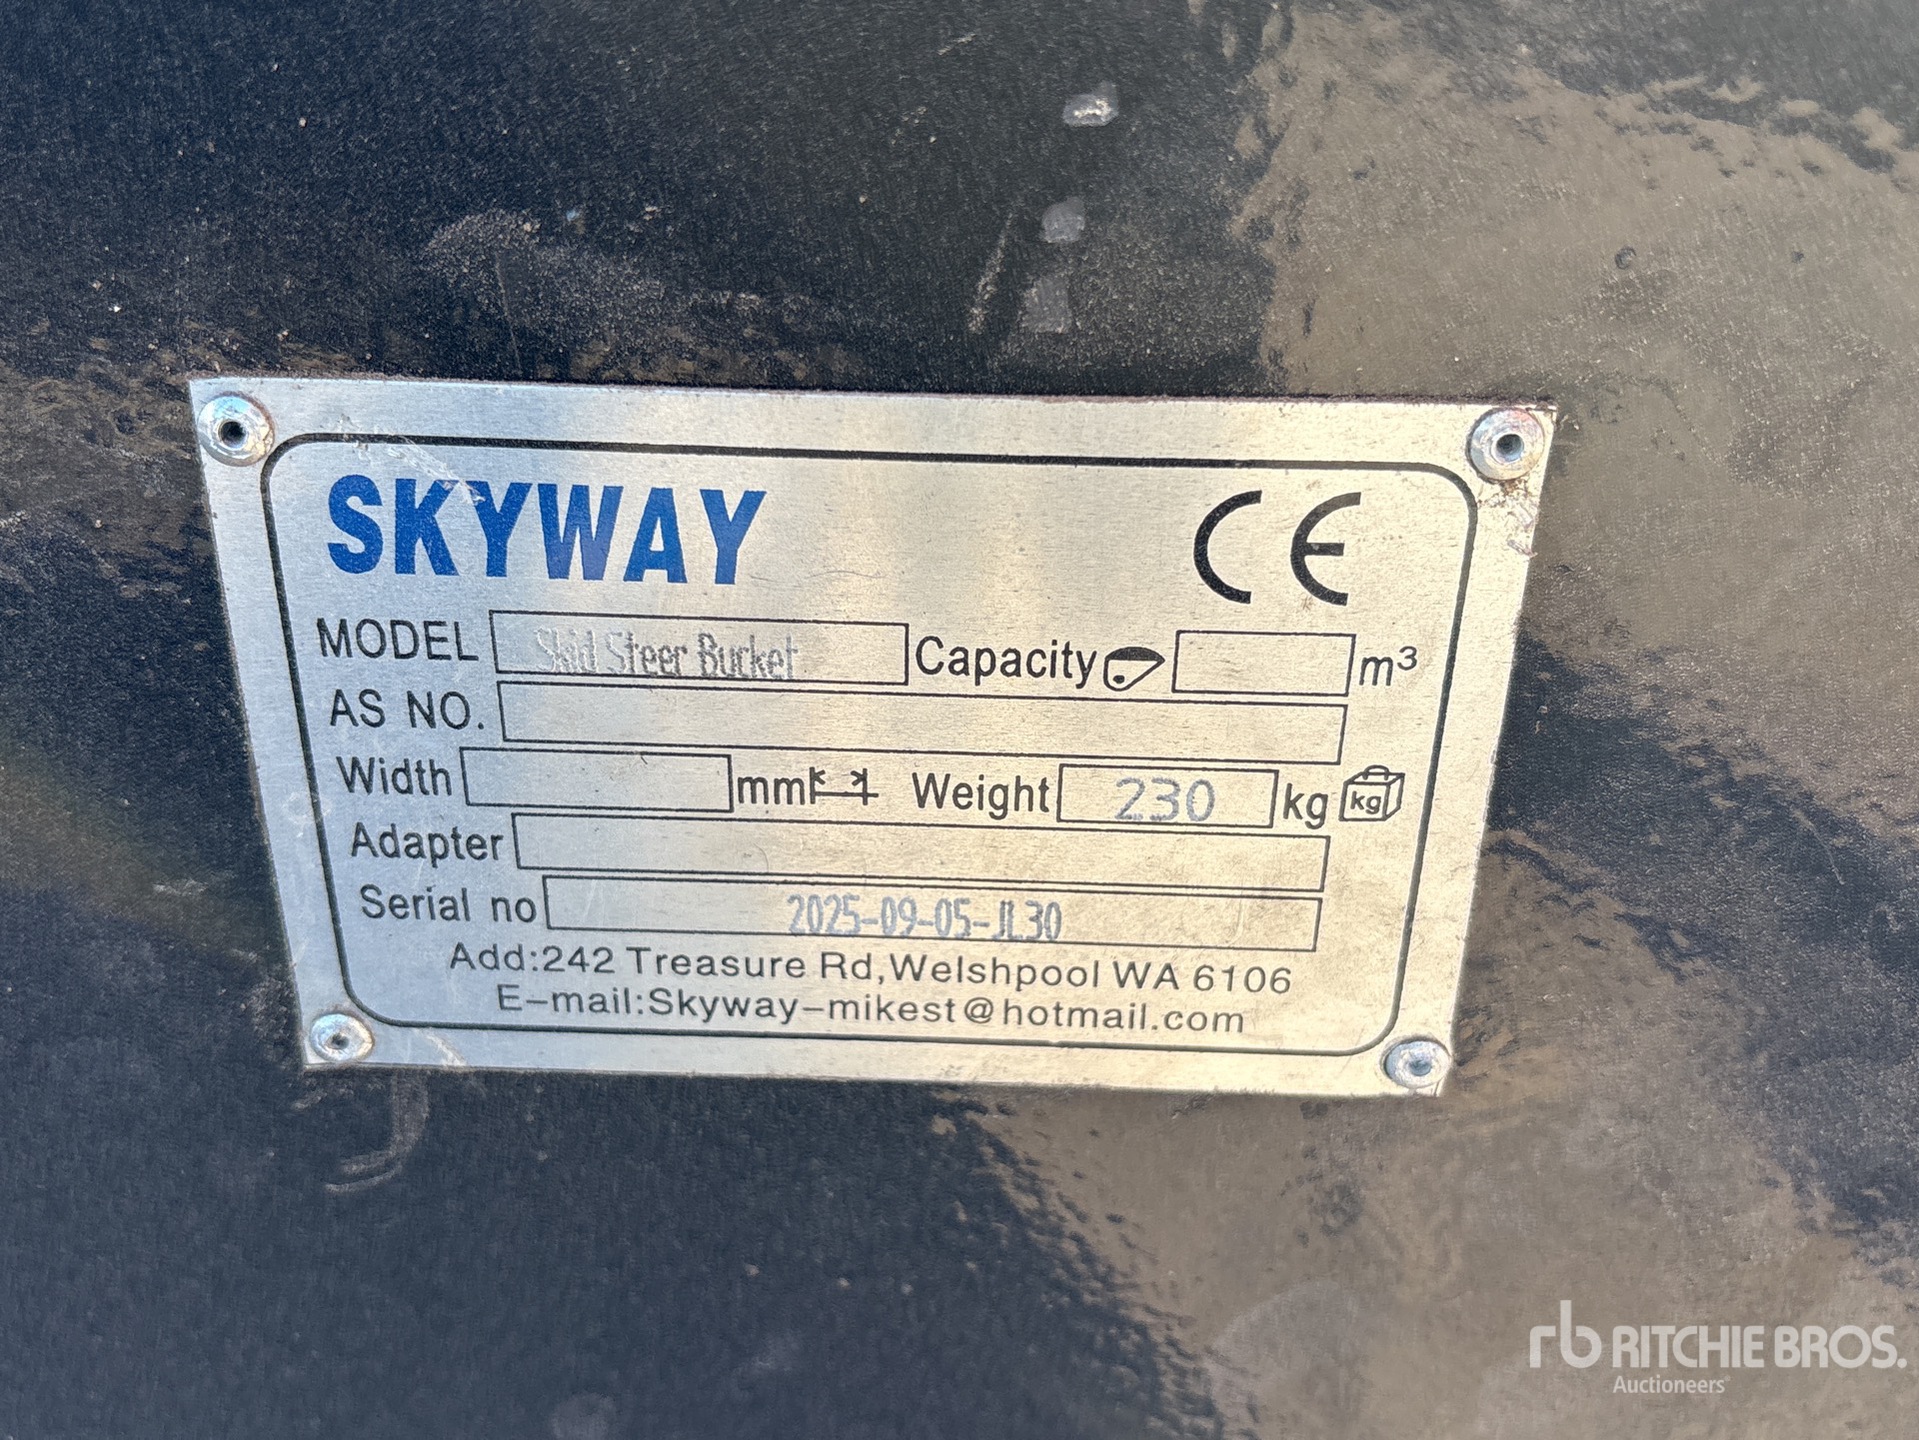 SKYWAY CE
MODEL Skid Steer Bucket Capacity m³
AS NO.
Width mm Weight 230 kg kg
Adapter
Serial no 2025-09-05-JL30
Add:242 Treasure Rd,Welshpool WA 6106
E-mail:Skyway-mikest@hotmail.com
rb RITCHIE BROS.
Auctioneers